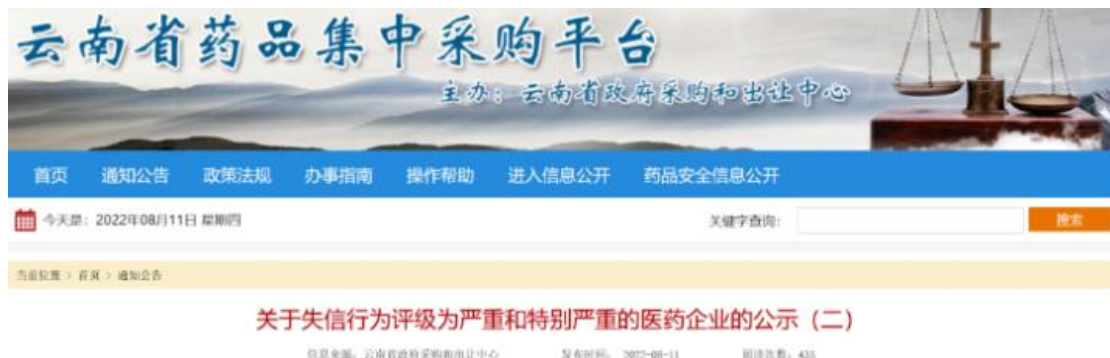 云南省药品集中采购平台
主办：云南省政府采购和出让中心
首页 通知公告 政策法规 办事指南 操作帮助 进入信息公开 药品安全信息公开
今天是：2022年08月11日 星期四 关键字查询： 搜索
当前位置 > 首页 > 通知公告
关于失信行为评级为严重和特别严重的医药企业的公示（二）
信息来源：云南省政府采购和出让中心 发布时间： 2022-08-11 阅读次数：435